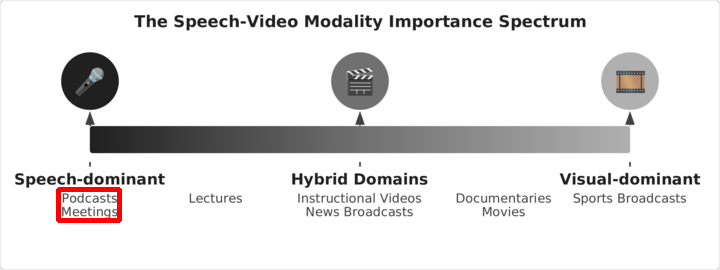 The Speech-Video Modality Importance Spectrum
Speech-dominant
Hybrid Domains
Visual-dominant
Podcasts
Meetings
Lectures
Instructional Videos
News Broadcasts
Documentaries
Movies
Sports Broadcasts